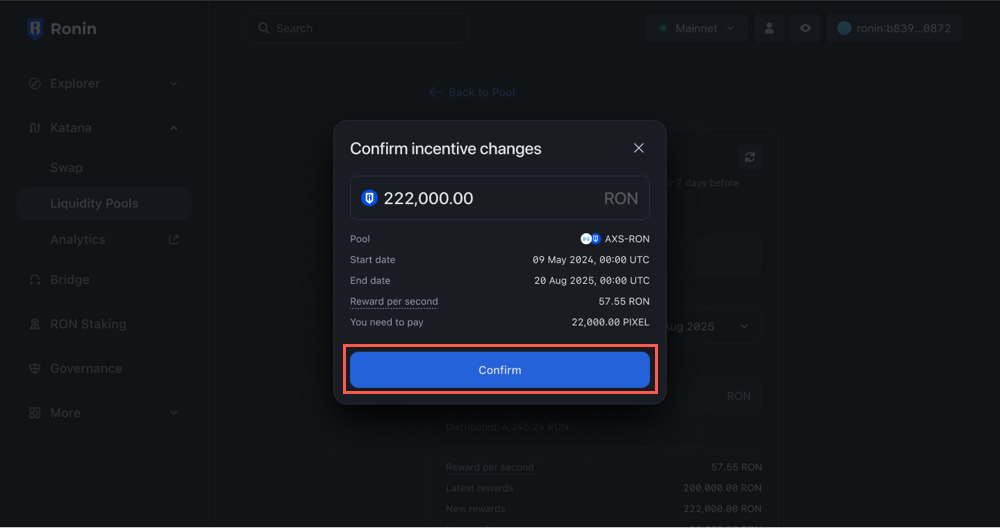 Ronin
Search
Mainnet
ronin:b839...0872
Explorer
Katana
Swap
Liquidity Pools
Analytics
Bridge
RON Staking
Governance
More
Back to Pool
r 7 days before
Aug 2025
RON
Confirm incentive changes
222,000.00 RON
Pool AXS-RON
Start date 09 May 2024, 00:00 UTC
End date 20 Aug 2025, 00:00 UTC
Reward per second 57.55 RON
You need to pay 22,000.00 PIXEL
Confirm
Distributed: 4,245.24 RON
Reward per second 57.55 RON
Latest rewards 200,000.00 RON
New rewards 222,000.00 RON